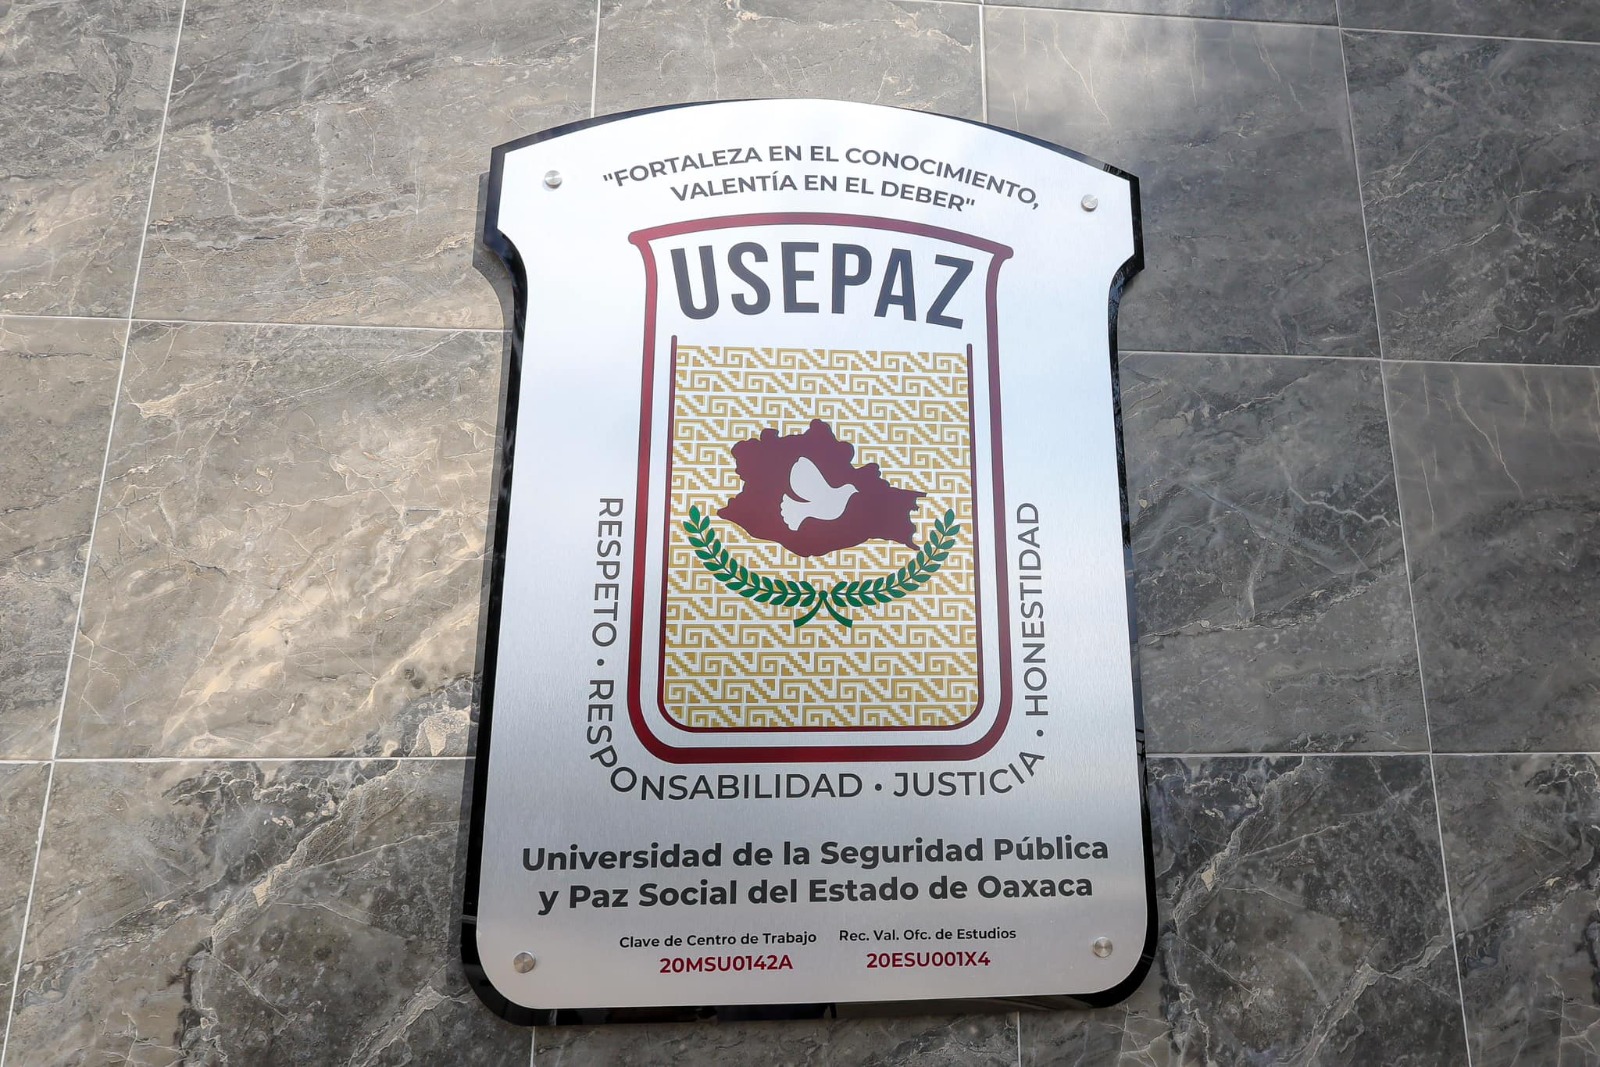 "FORTALEZA EN EL CONOCIMIENTO,
VALENTÍA EN EL DEBER"
USEPAZ
RESPETO • RESPONSABILIDAD • JUSTICIA • HONESTIDAD
Universidad de la Seguridad Pública
y Paz Social del Estado de Oaxaca
Clave de Centro de Trabajo Rec. Val. Ofc. de Estudios
20MSU0142A 20ESU001X4